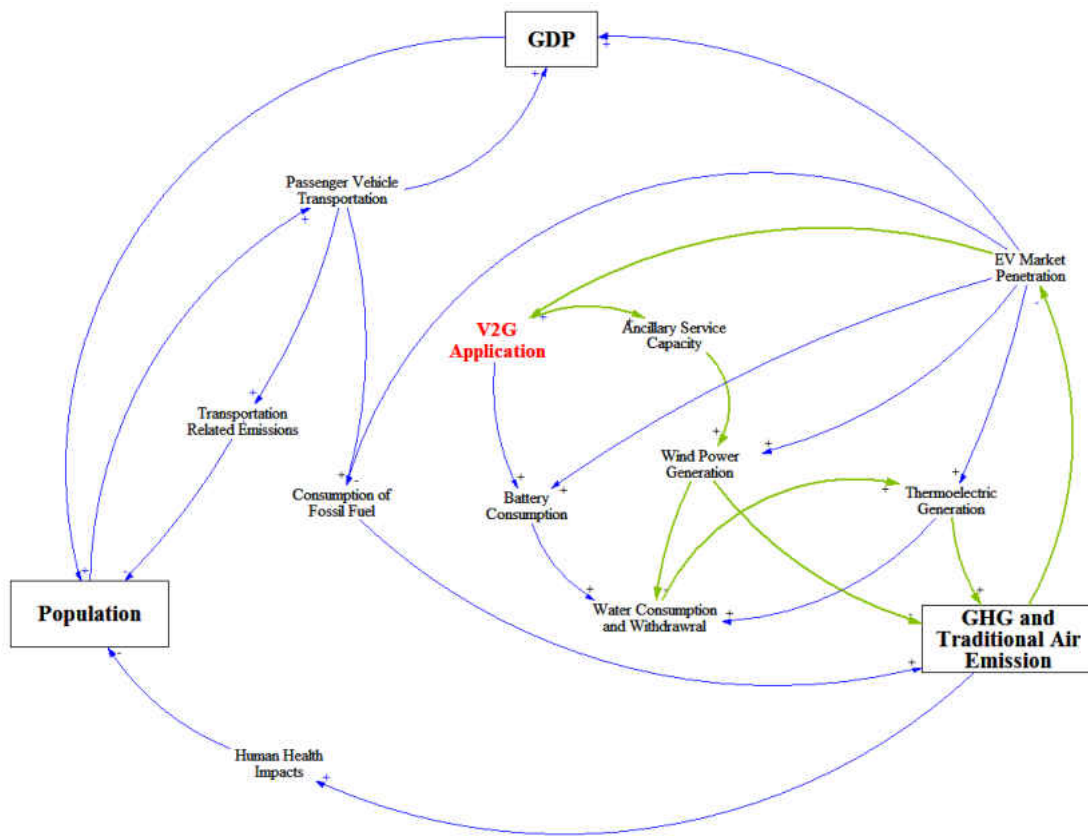 GDP
Passenger Vehicle
Transportation
EV Market
Penetration
V2G
Application
Ancillary Service
Capacity
Transportation
Related Emissions
Wind Power
Generation
Consumption of
Fossil Fuel
Battery
Consumption
Thermoelectric
Generation
Population
Water Consumption
and Withdrawral
GHG and
Traditional Air
Emission
Human Health
Impacts